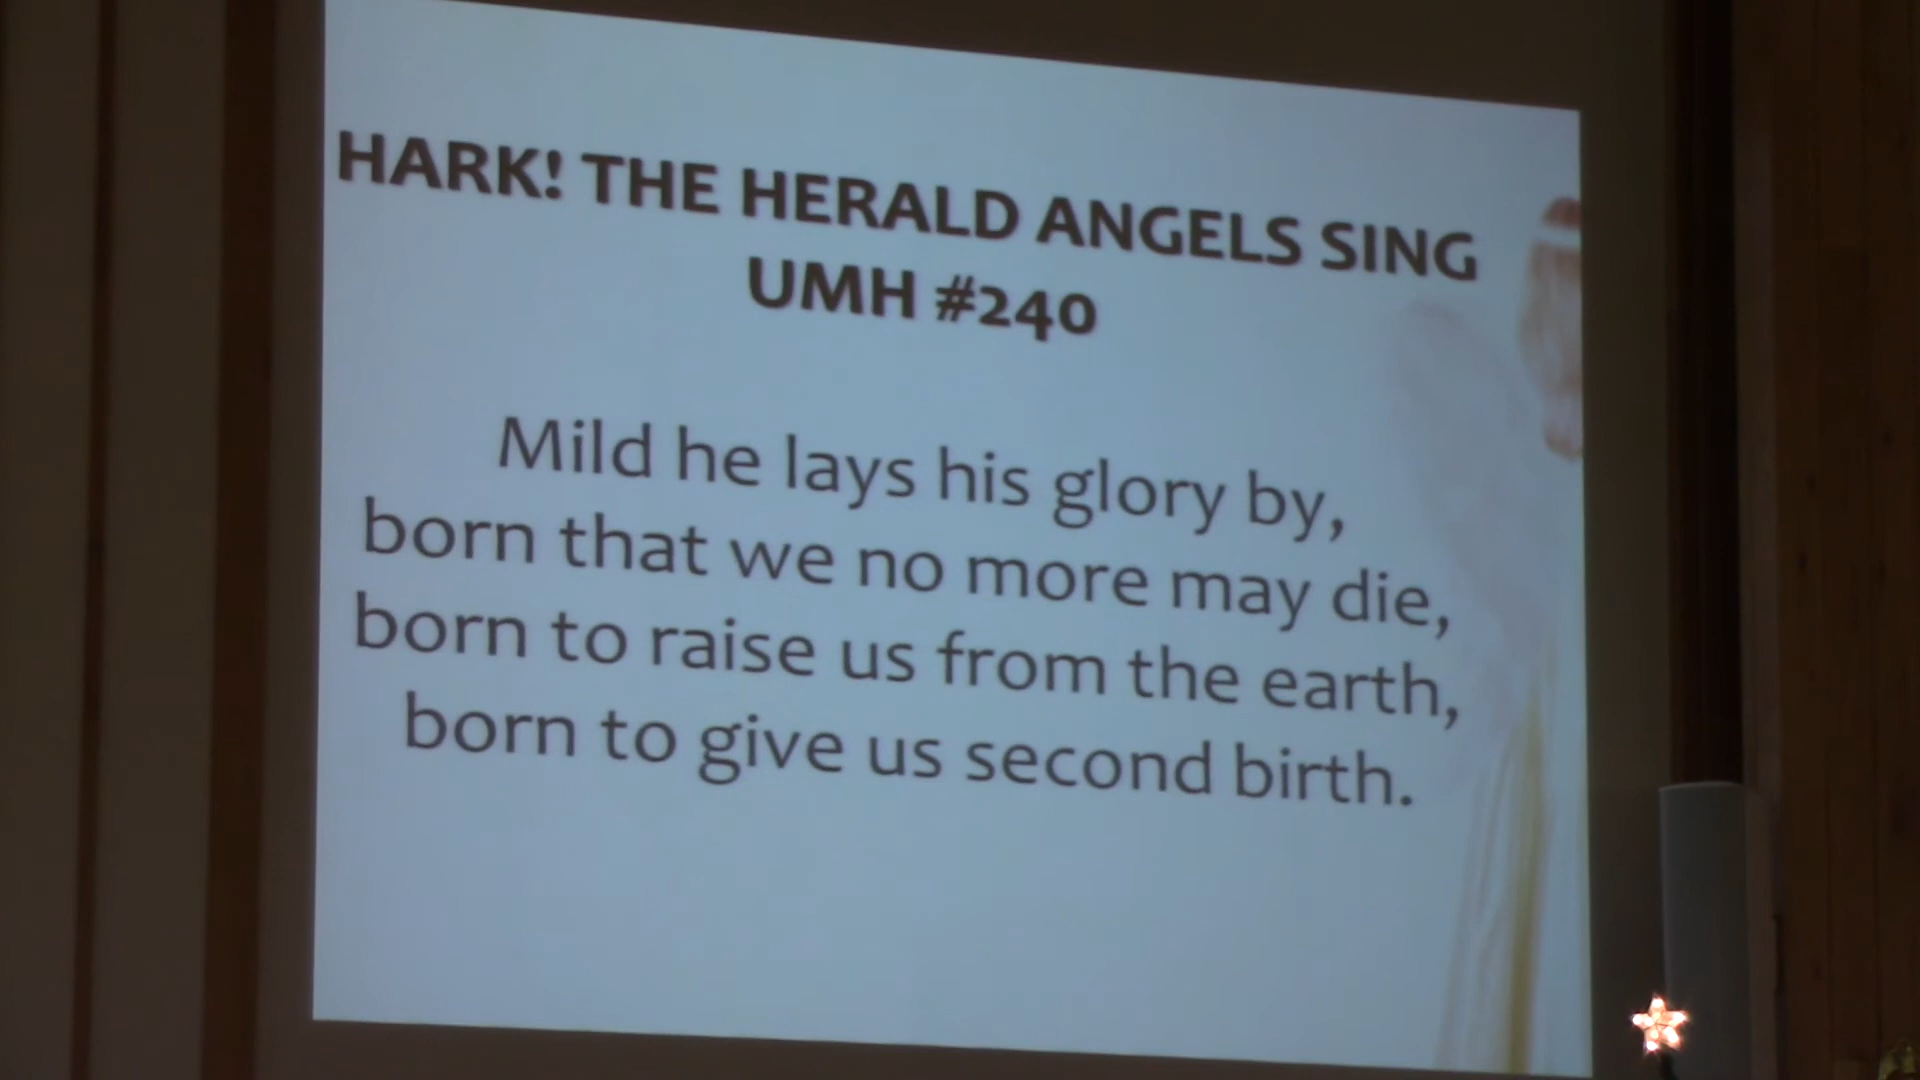 HARK! THE HERALD ANGELS SING
UMH #240
Mild he lays his glory by,
born that we no more may die,
born to raise us from the earth,
born to give us second birth.